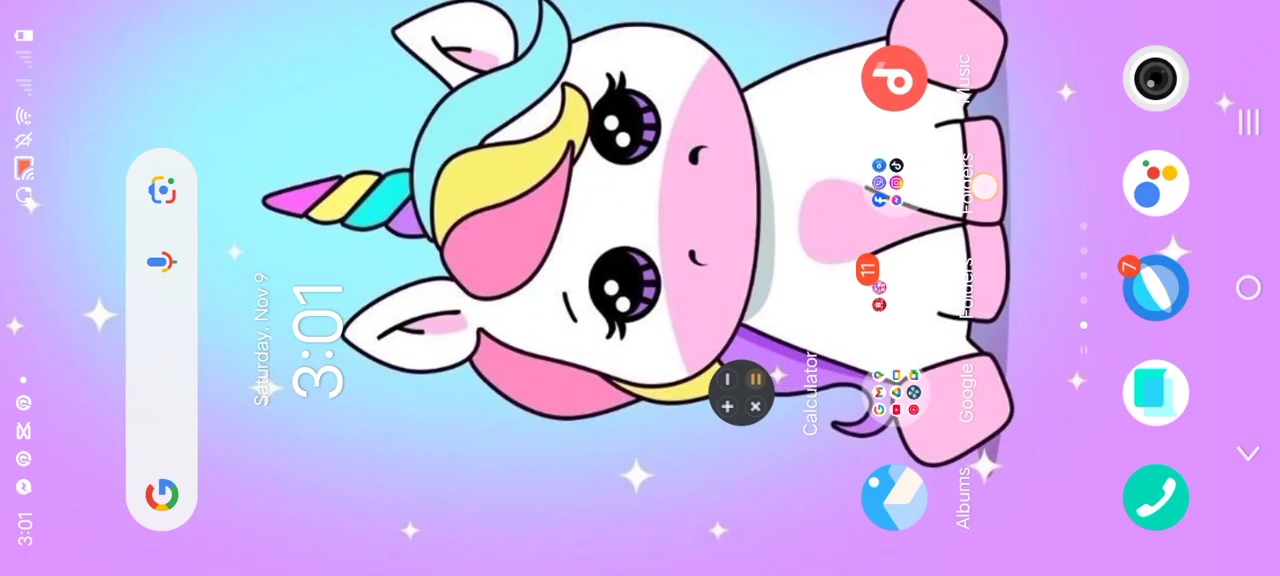 3:01
Saturday, Nov 9
3:01
Calculator
Albums
Google
11
Folders
Folders
Music
7